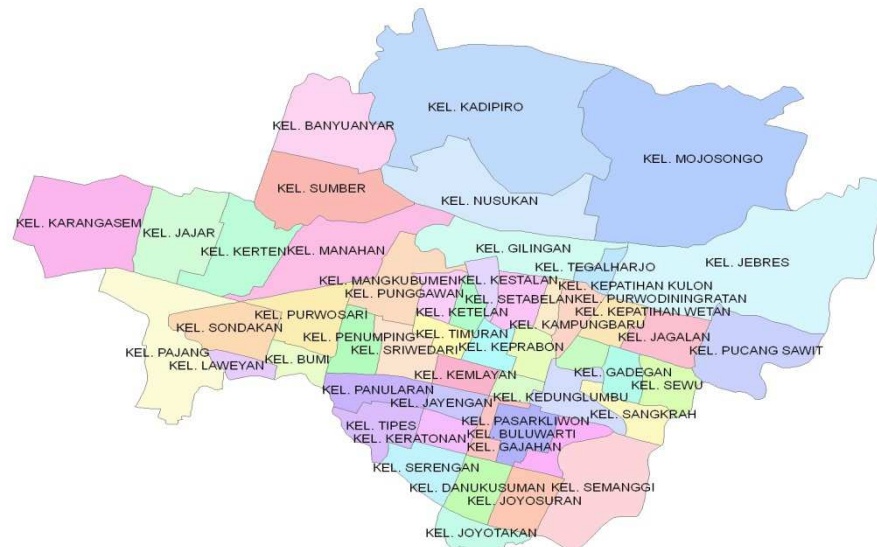 KEL. KADIPIRO
KEL. BANYUANYAR
KEL. MOJOSONGO
KEL. SUMBER
KEL. NUSUKAN
KEL. KARANGASEM
KEL. JAJAR
KEL. KERTEN
KEL. MANAHAN
KEL. GILINGAN
KEL. TEGALHARJO
KEL. JEBRES
KEL. MANGKUBUMEN
KEL. KESTALAN
KEL. KEPATIHAN KULON
KEL. PUNGGAWAN
KEL. SETABELAN
KEL. PURWODININGRATAN
KEL. PURWOSARI
KEL. KETELAN
KEL. KEPATIHAN WETAN
KEL. SONDAKAN
KEL. KAMPUNGBARU
KEL. PENUMPING
KEL. TIMURAN
KEL. JAGALAN
KEL. PAJANG
KEL. SRIWEDARI
KEL. KEPRABON
KEL. PUCANG SAWIT
KEL. LAWEYAN
KEL. BUMI
KEL. KEMLAYAN
KEL. GADEGAN
KEL. SEWU
KEL. PANULARAN
KEL. JAYENGAN
KEL. KEDUNGLUMBU
KEL. SANGKRAH
KEL. TIPES
KEL. PASARKLIWON
KEL. KERATONAN
KEL. BULUWARTI
KEL. GAJAHAN
KEL. SERENGAN
KEL. DANUKUSUMAN
KEL. SEMANGGI
KEL. JOYOSURAN
KEL. JOYOTAKAN